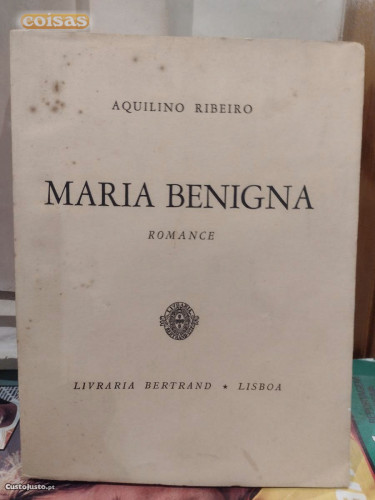 coisas
AQUILINO RIBEIRO
MARIA BENIGNA
ROMANCE
LIVRARIA BERTRAND • LISBOA
CustoJusto.pt